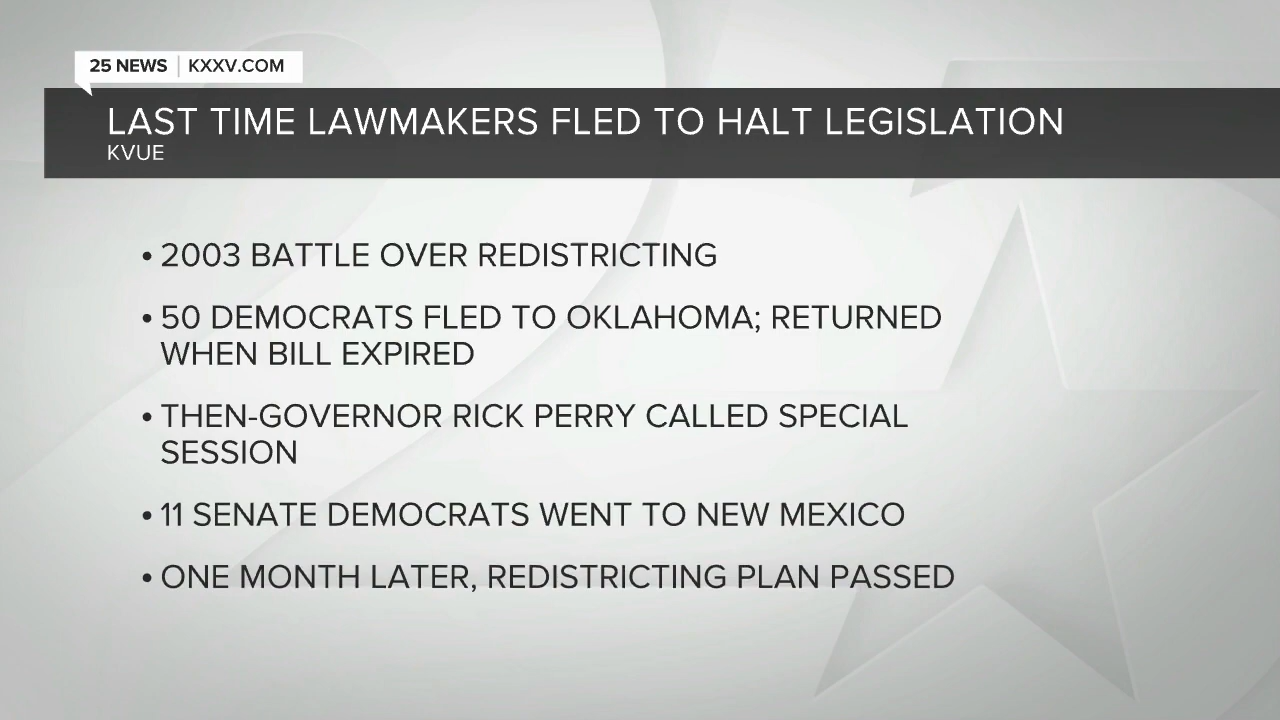 25 NEWS | KXXV.COM
LAST TIME LAWMAKERS FLED TO HALT LEGISLATION
KVUE
• 2003 BATTLE OVER REDISTRICTING
• 50 DEMOCRATS FLED TO OKLAHOMA; RETURNED
WHEN BILL EXPIRED
• THEN-GOVERNOR RICK PERRY CALLED SPECIAL
SESSION
• 11 SENATE DEMOCRATS WENT TO NEW MEXICO
• ONE MONTH LATER, REDISTRICTING PLAN PASSED